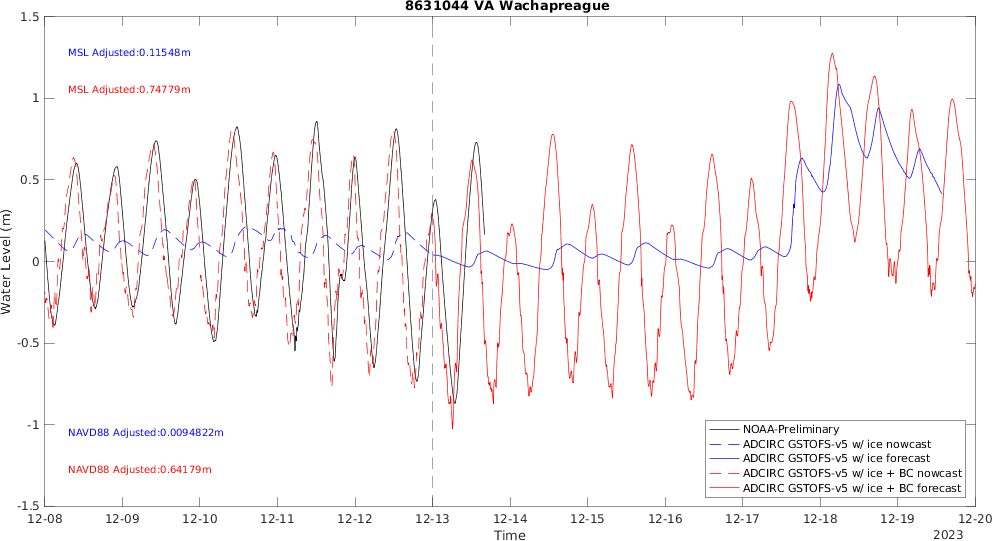 8631044 VA Wachapreague
1.5
1
0.5
0
-0.5
-1
-1.5
Water Level (m)
MSL Adjusted:0.11548m
MSL Adjusted:0.74779m
NAVD88 Adjusted:0.0094822m
NAVD88 Adjusted:0.64179m
NOAA-Preliminary
ADCIRC GSTOFS-v5 w/ ice nowcast
ADCIRC GSTOFS-v5 w/ ice forecast
ADCIRC GSTOFS-v5 w/ ice + BC nowcast
ADCIRC GSTOFS-v5 w/ ice + BC forecast
12-08 12-09 12-10 12-11 12-12 12-13 12-14 12-15 12-16 12-17 12-18 12-19 12-20
Time
2023